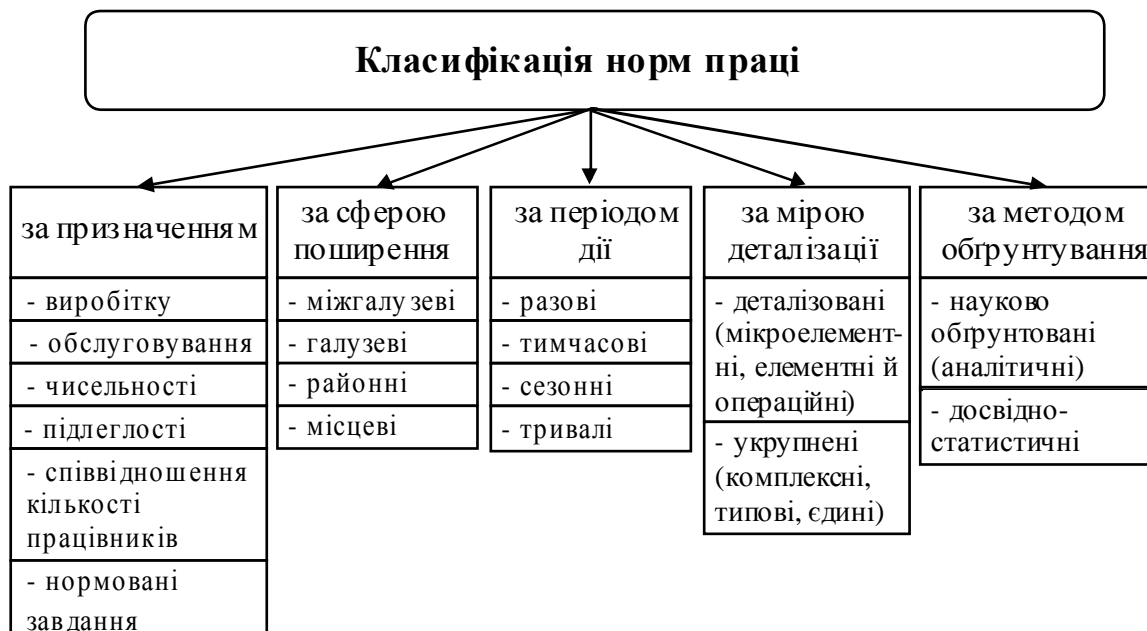 Класифікація норм праці
за призначенням
- виробітку
- обслуговування
- чисельності
- підлеглості
- співвідношення
кількості
працівників
- нормовані
завдання
за сферою
поширення
- міжгалузеві
- галузеві
- районні
- місцеві
за періодом
дії
- разові
- тимчасові
- сезонні
- тривалі
за мірою
деталізації
- деталізовані
(мікроелемент-
ні, елементні й
операційні)
- укрупнені
(комплексні,
типові, єдині)
за методом
обґрунтування
- науково
обґрунтовані
(аналітичні)
- досвідно-
статистичні